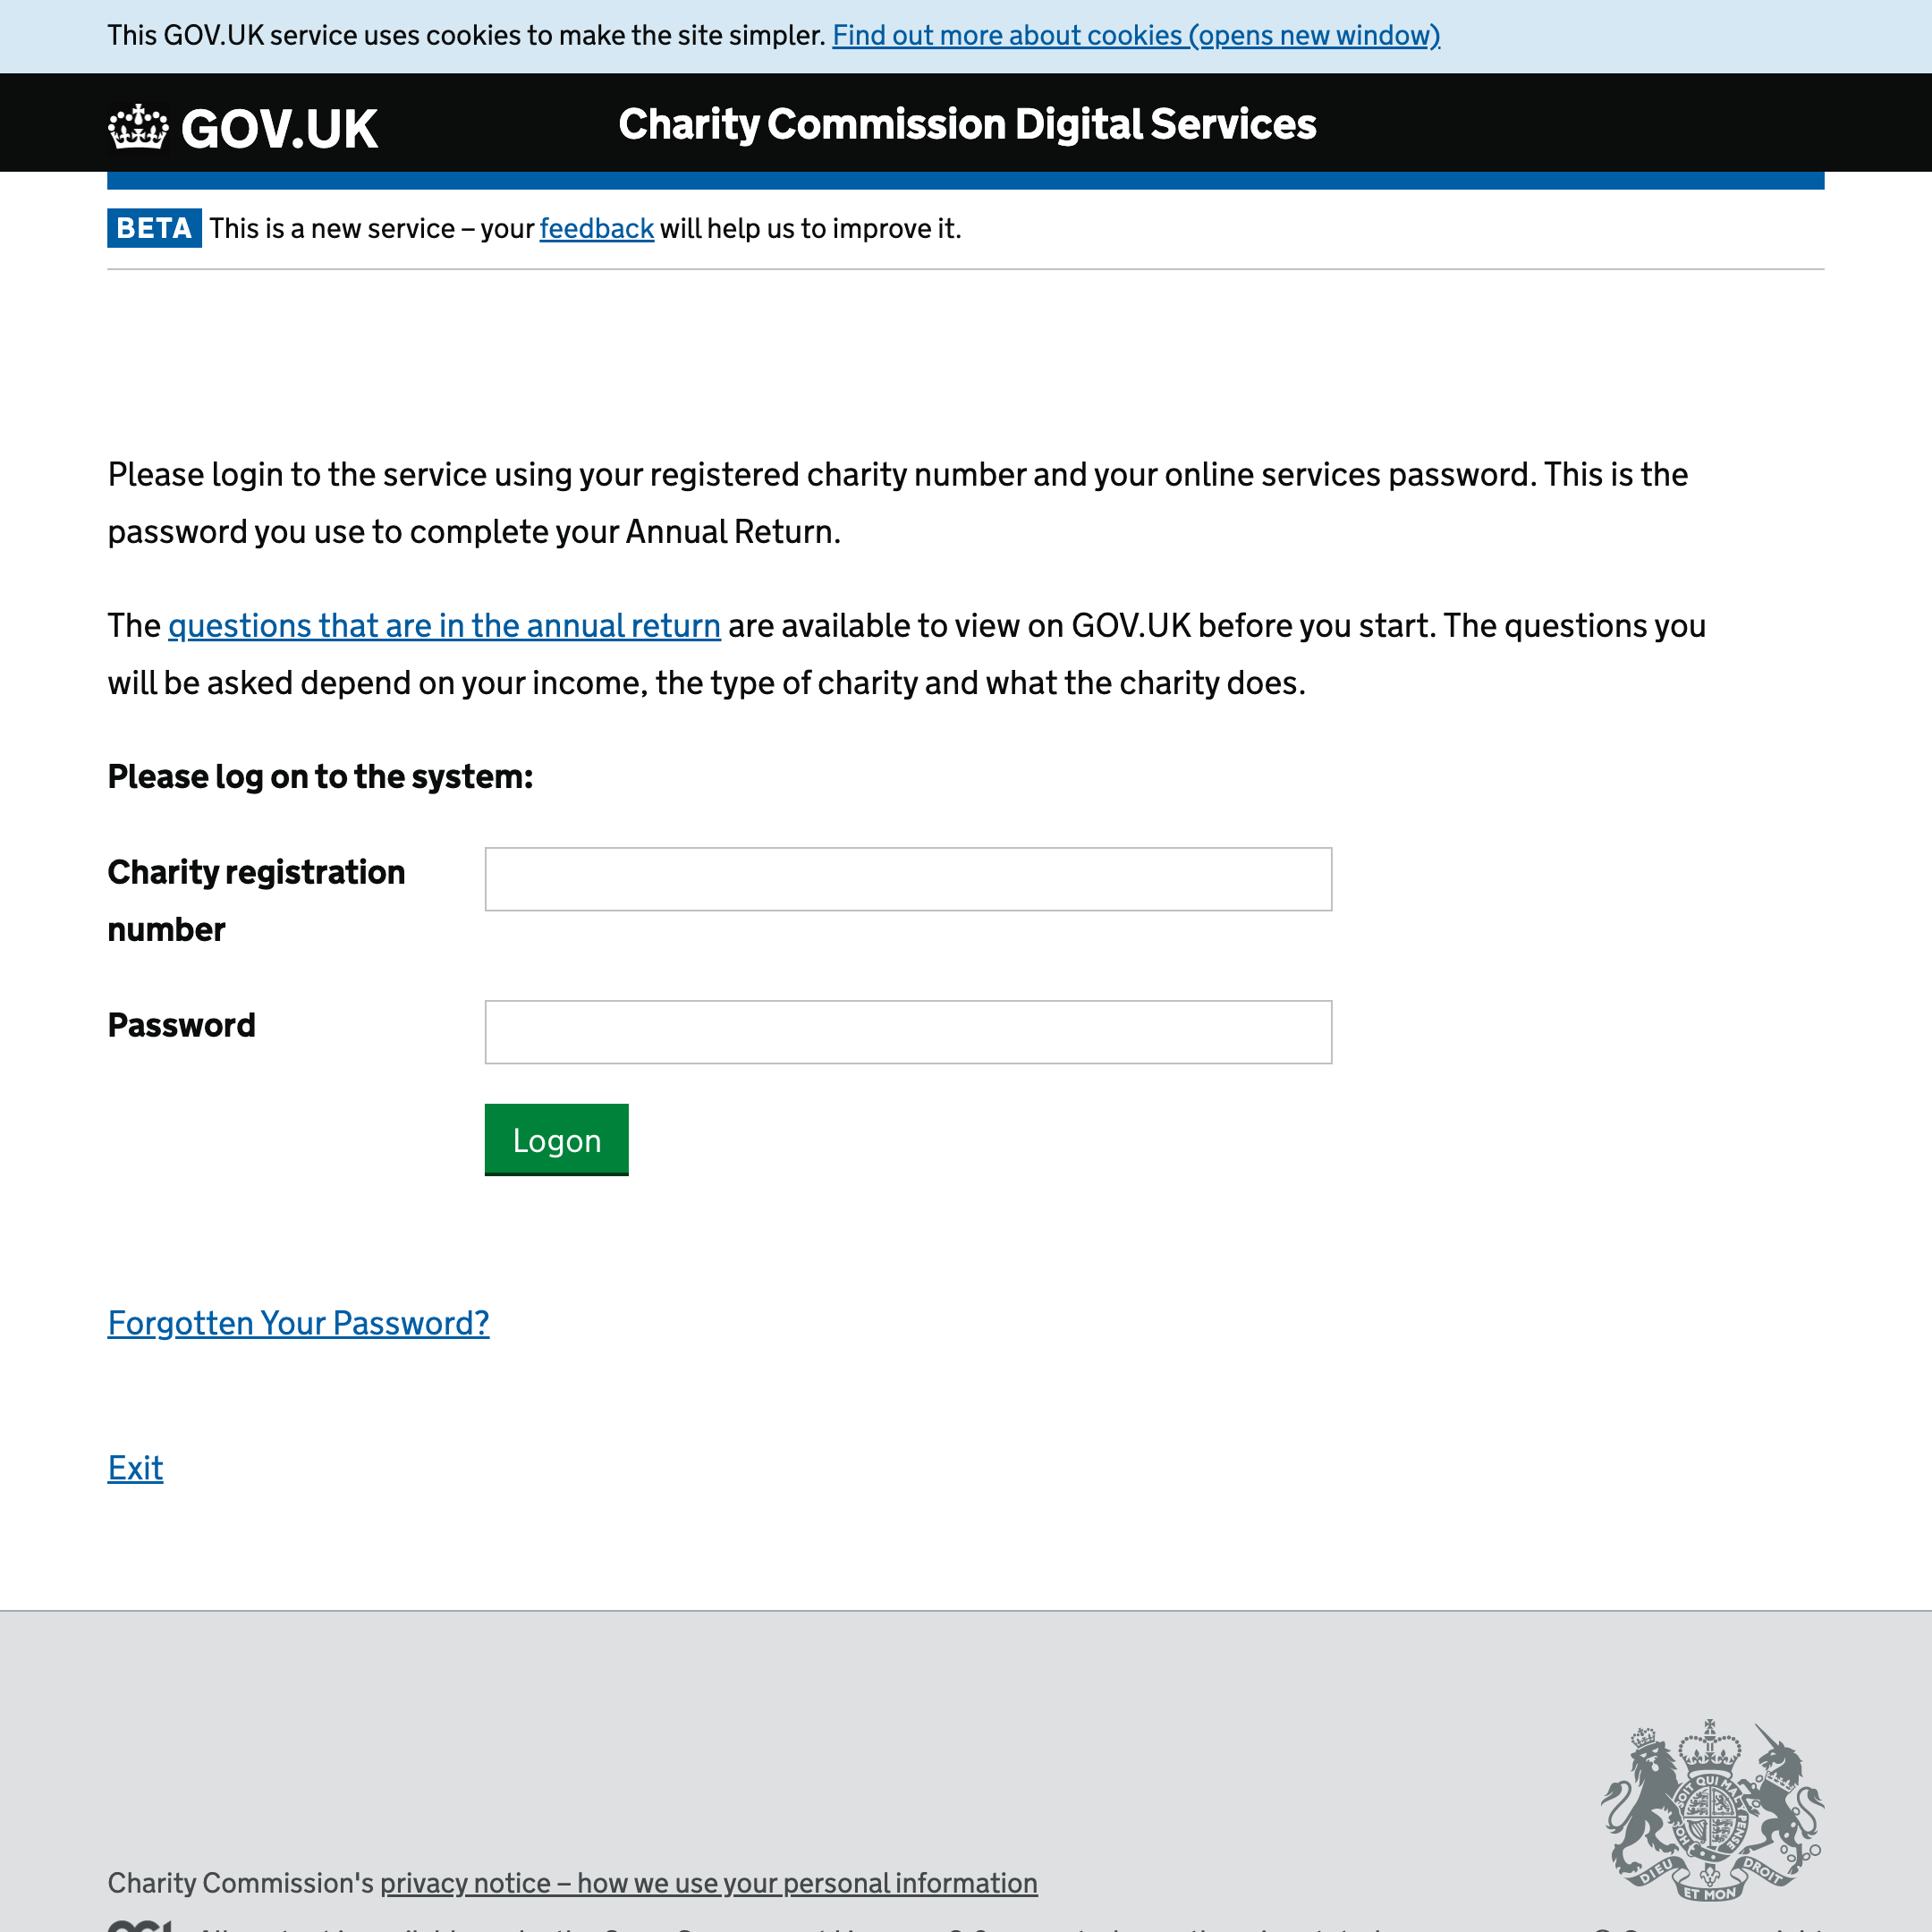 This GOV.UK service uses cookies to make the site simpler. Find out more about cookies (opens new window)
GOV.UK
Charity Commission Digital Services
BETA This is a new service – your feedback will help us to improve it.
Please login to the service using your registered charity number and your online services password. This is the
password you use to complete your Annual Return.
The questions that are in the annual return are available to view on GOV.UK before you start. The questions you
will be asked depend on your income, the type of charity and what the charity does.
Please log on to the system:
Charity registration
number
Password
Logon
Forgotten Your Password?
Exit
SOIT QUI MAL
PENSE
HO
DIEU ET MON DROIT
Charity Commission's privacy notice – how we use your personal information